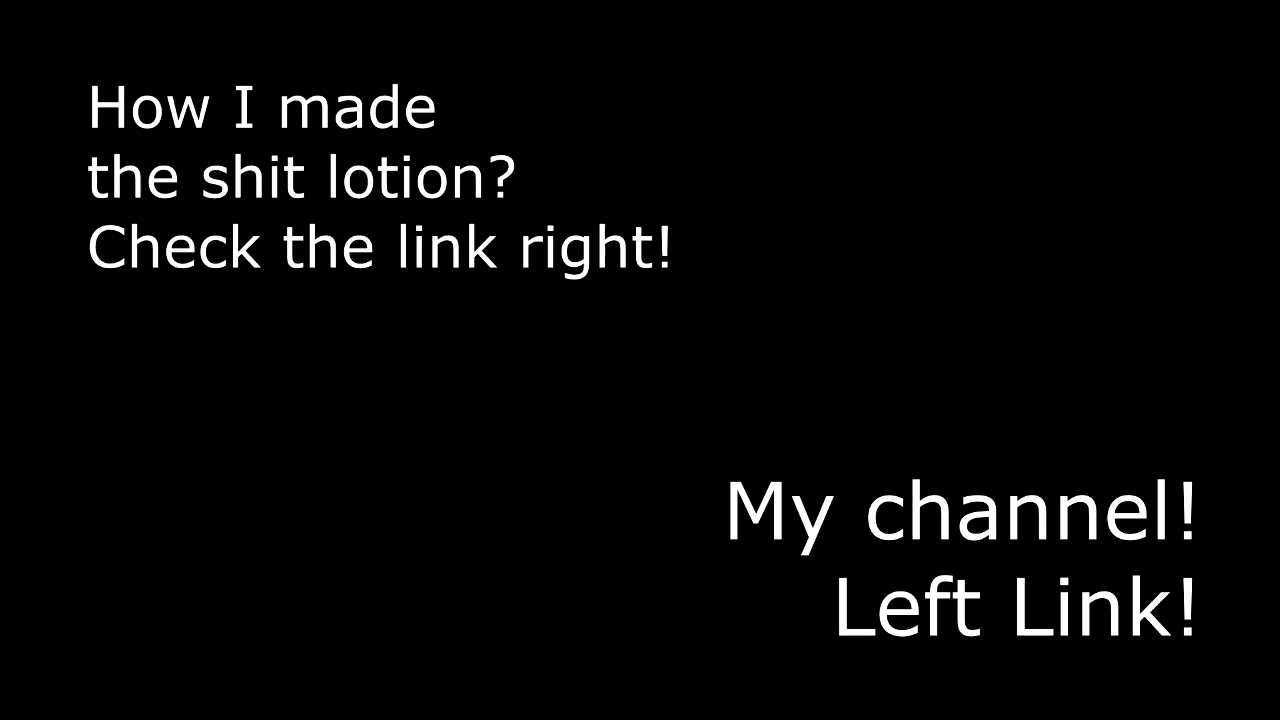 How I made
the shit lotion?
Check the link right!
My channel!
Left Link!